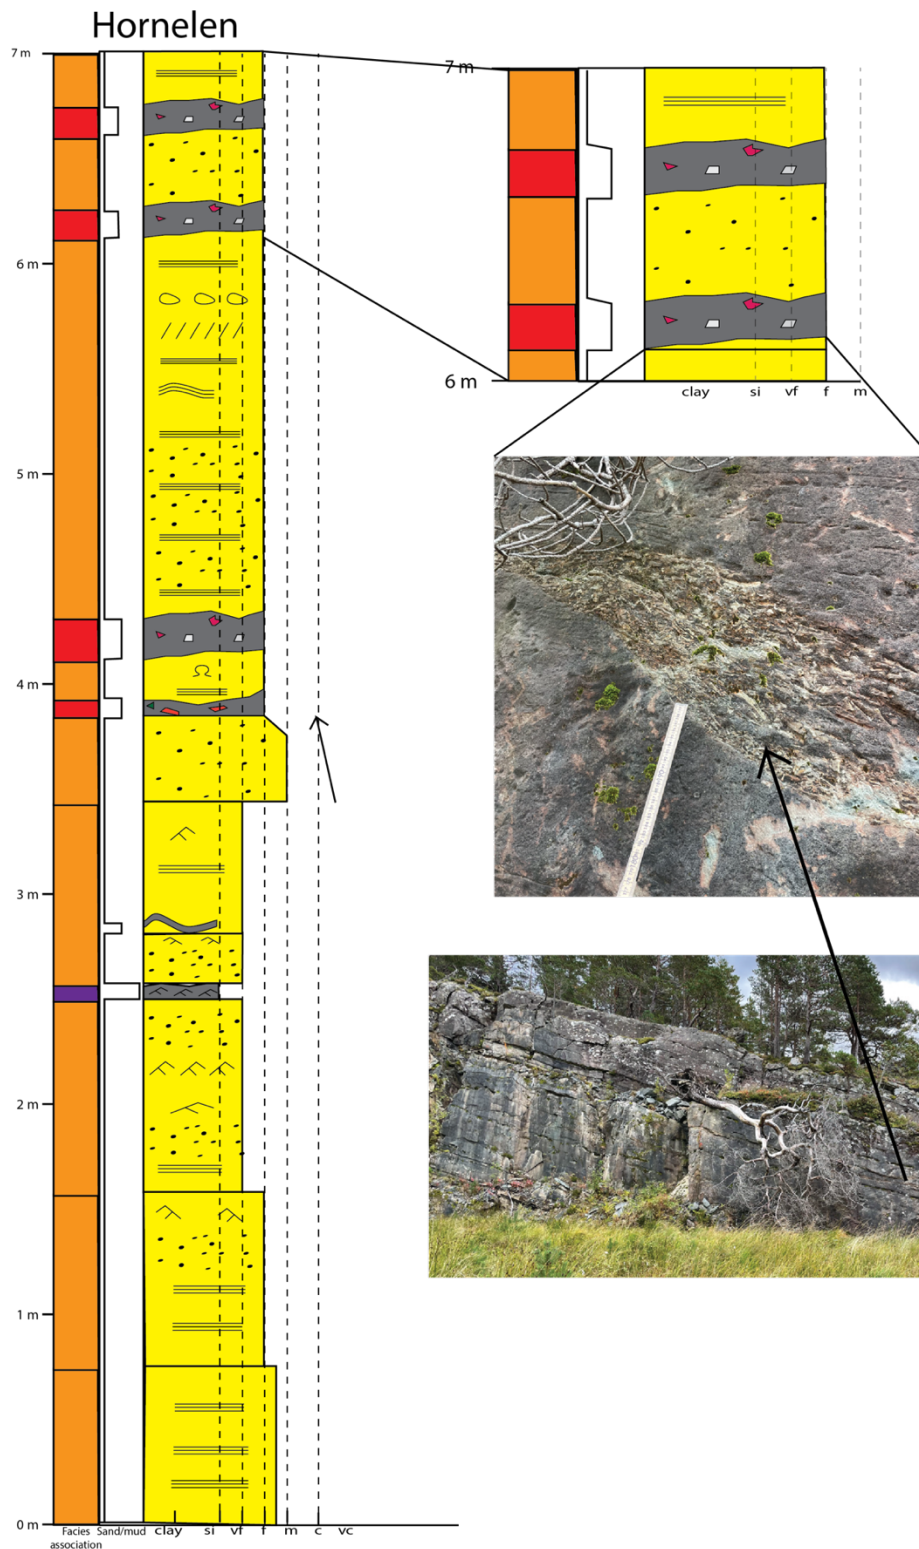 Hornelen
7 m
6 m
5 m
4 m
3 m
2 m
1 m
0 m
Facies association
Sand/mud
clay si vf f m c vc
7 m
6 m
clay si vf f m